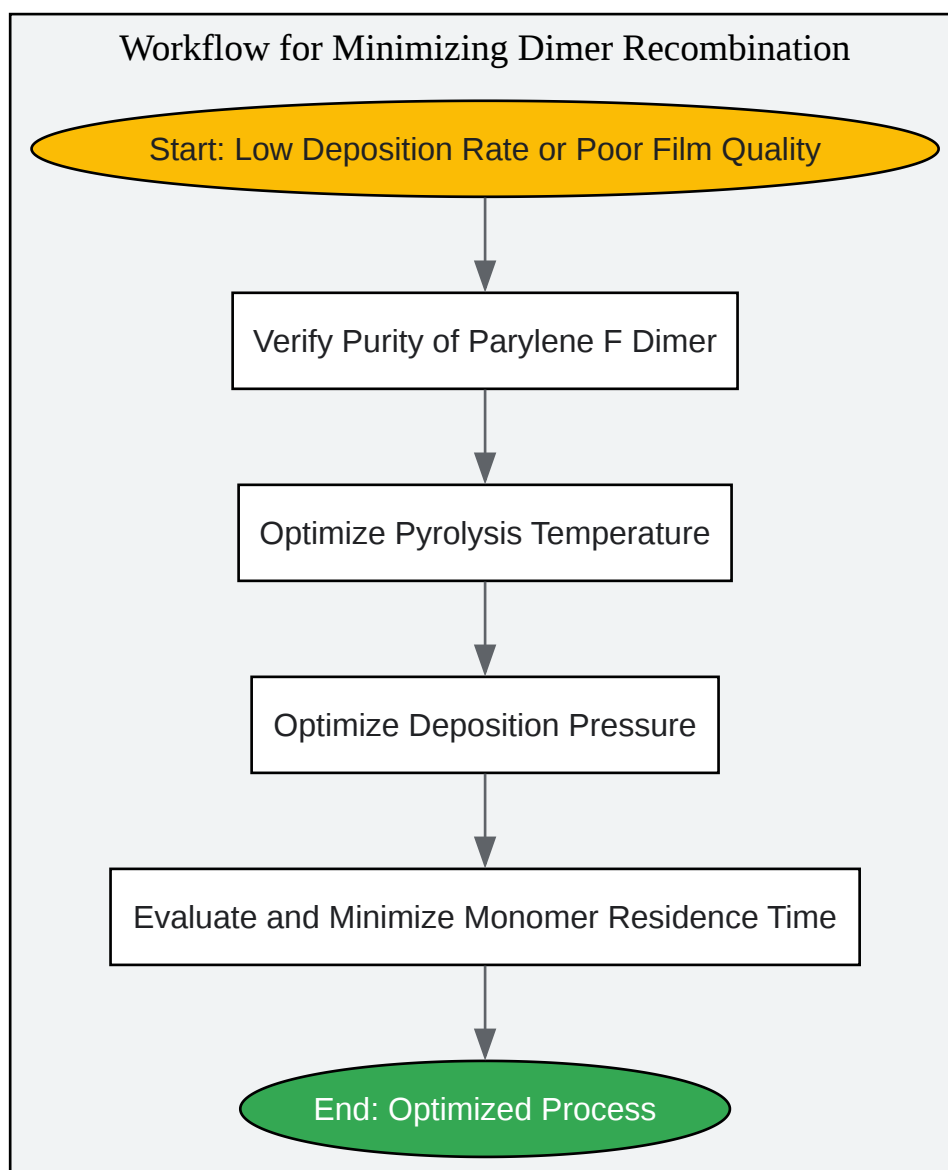 Workflow for Minimizing Dimer Recombination
Start: Low Deposition Rate or Poor Film Quality
Verify Purity of Parylene F Dimer
Optimize Pyrolysis Temperature
Optimize Deposition Pressure
Evaluate and Minimize Monomer Residence Time
End: Optimized Process